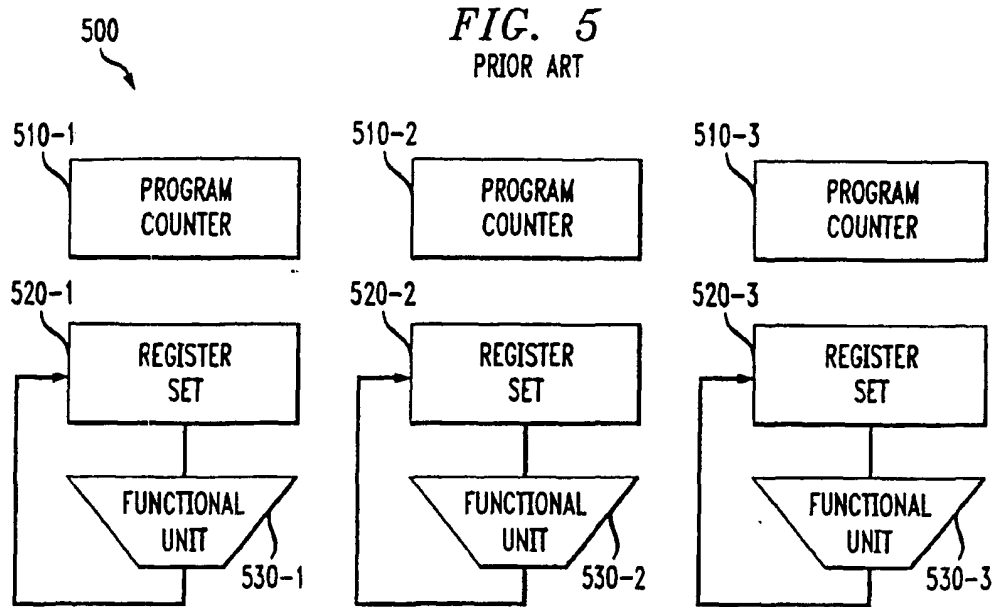 500
FIG. 5
PRIOR ART
510-1
PROGRAM
COUNTER
510-2
PROGRAM
COUNTER
510-3
PROGRAM
COUNTER
520-1
REGISTER
SET
520-2
REGISTER
SET
520-3
REGISTER
SET
FUNCTIONAL
UNIT
530-1
FUNCTIONAL
UNIT
530-2
FUNCTIONAL
UNIT
530-3